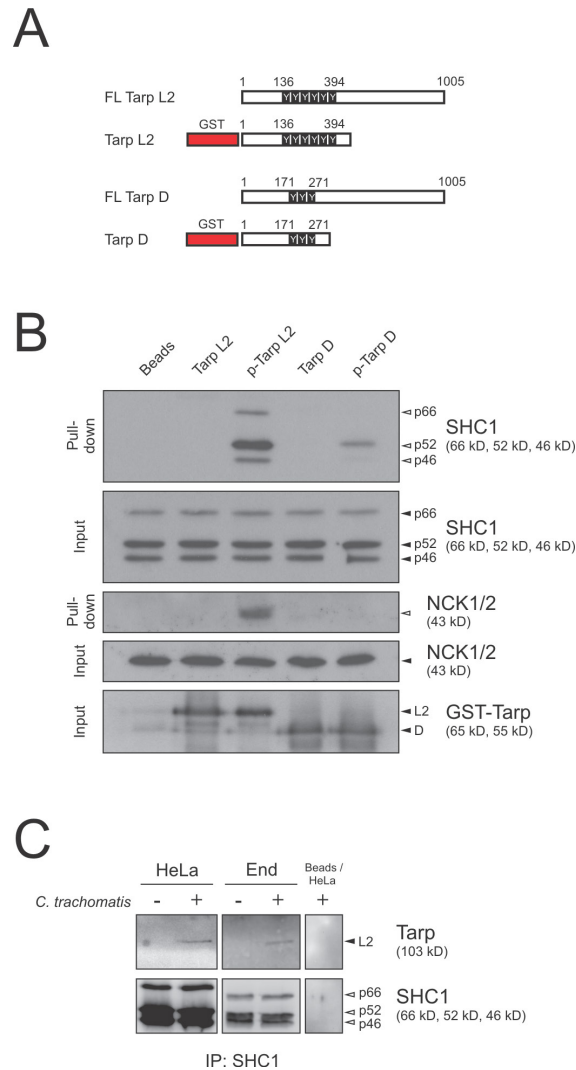 A
1 136 394 1005
FL Tarp L2
YYYYYY
GST 1 136 394
Tarp L2
YYYYYY
1 171 271 1005
FL Tarp D
YYY
GST 1 171 271
Tarp D
YYY
B
Beads Tarp L2 p-Tarp L2 Tarp D p-Tarp D
Pull-
down
p66
p52
p46
SHC1
(66 kD, 52 kD, 46 kD)
Input
p66
p52
p46
SHC1
(66 kD, 52 kD, 46 kD)
Pull-
down
NCK1/2
(43 kD)
Input
NCK1/2
(43 kD)
Input
L2
D
GST-Tarp
(65 kD, 55 kD)
C
HeLa End Beads /
HeLa
C. trachomatis - + - + +
L2
Tarp
(103 kD)
p66
p52
p46
SHC1
(66 kD, 52 kD, 46 kD)
IP: SHC1